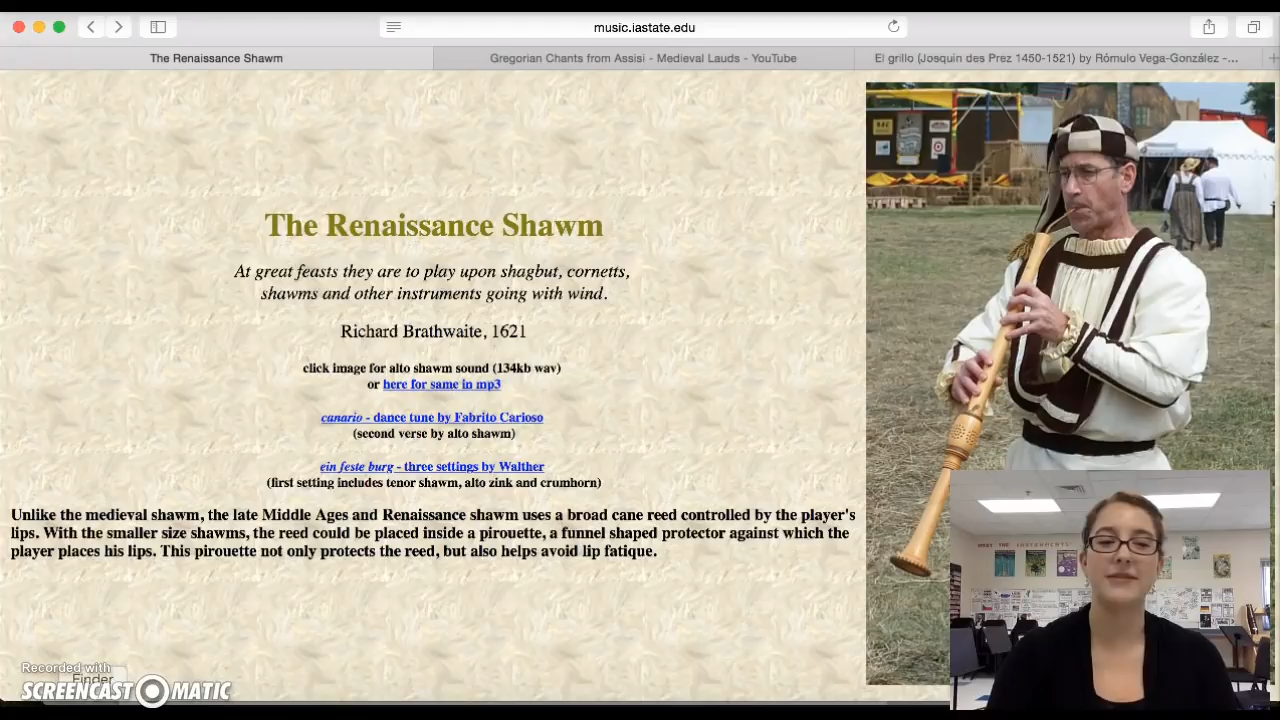 music.iastate.edu
The Renaissance Shawm
Gregorian Chants from Assisi - Medieval Lauds - YouTube
El grillo (Josquin des Prez 1450-1521) by Rómulo Vega-González -...
The Renaissance Shawm
At great feasts they are to play upon shagbut, cornetts,
shawms and other instruments going with wind.
Richard Brathwaite, 1621
click image for alto shawm sound (134kb wav)
or here for same in mp3
canario - dance tune by Fabrito Carioso
(second verse by alto shawm)
ein feste burg - three settings by Walther
(first setting includes tenor shawm, alto zink and crumhorn)
Unlike the medieval shawm, the late Middle Ages and Renaissance shawm uses a broad cane reed controlled by the player's
lips. With the smaller size shawms, the reed could be placed inside a pirouette, a funnel shaped protector against which the
player places his lips. This pirouette not only protects the reed, but also helps avoid lip fatique.
MEET THE INSTRUMENTS
Recorded with
Finder
SCREENCAST MATIC